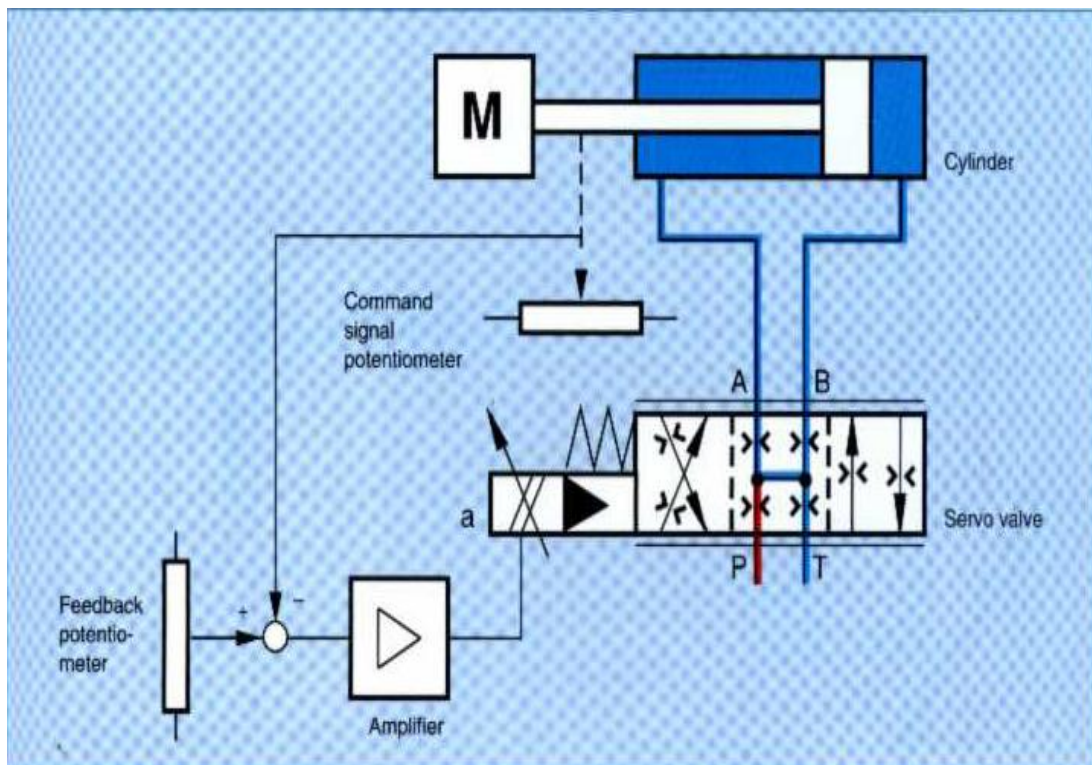 M
Cylinder
Command
signal
potentiometer
A B
a
Servo valve
P T
Feedback
potentio-
meter
+ −
Amplifier